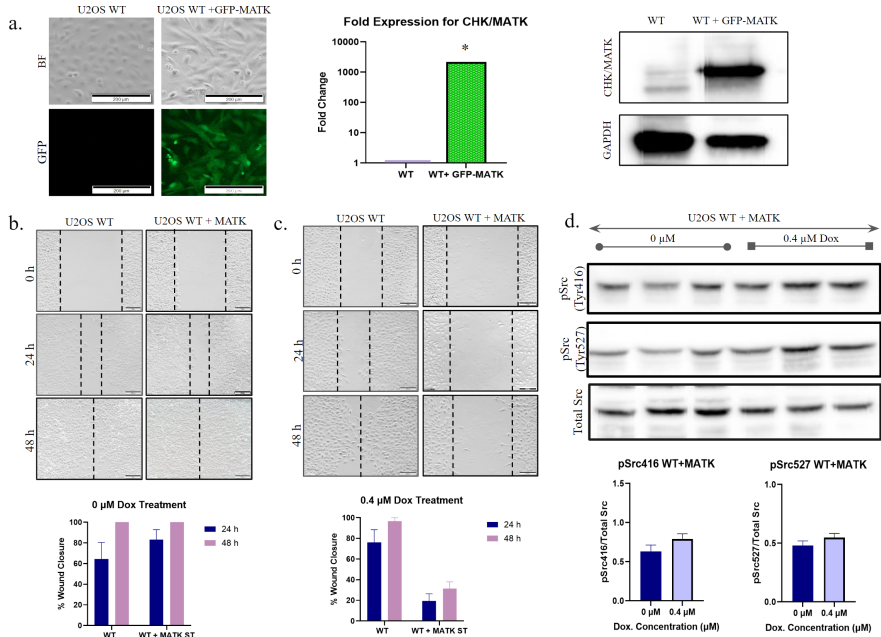 a.
U2OS WT
U2OS WT +GFP-MATK
BF
200 µm
200 µm
GFP
200 µm
200 µm
Fold Expression for CHK/MATK
Fold Change
10000
1000
100
10
1
*
WT
WT+ GFP-MATK
WT
WT + GFP-MATK
CHK/MATK
GAPDH
b.
U2OS WT
U2OS WT + MATK
0 h
24 h
48 h
0 µM Dox Treatment
% Wound Closure
100
80
60
40
20
0
24 h
48 h
WT
WT + MATK ST
c.
U2OS WT
U2OS WT + MATK
0 h
24 h
48 h
0.4 µM Dox Treatment
% Wound Closure
100
80
60
40
20
0
24 h
48 h
WT
WT + MATK ST
d.
U2OS WT + MATK
0 µM
0.4 µM Dox
pSrc
(Tyr416)
pSrc
(Tyr527)
Total Src
pSrc416 WT+MATK
pSrc416/Total Src
1.5
1.0
0.5
0.0
0 µM
0.4 µM
Dox. Concentration (µM)
pSrc527 WT+MATK
pSrc527/Total Src
1.0
0.5
0.0
0 µM
0.4 µM
Dox. Concentration (µM)